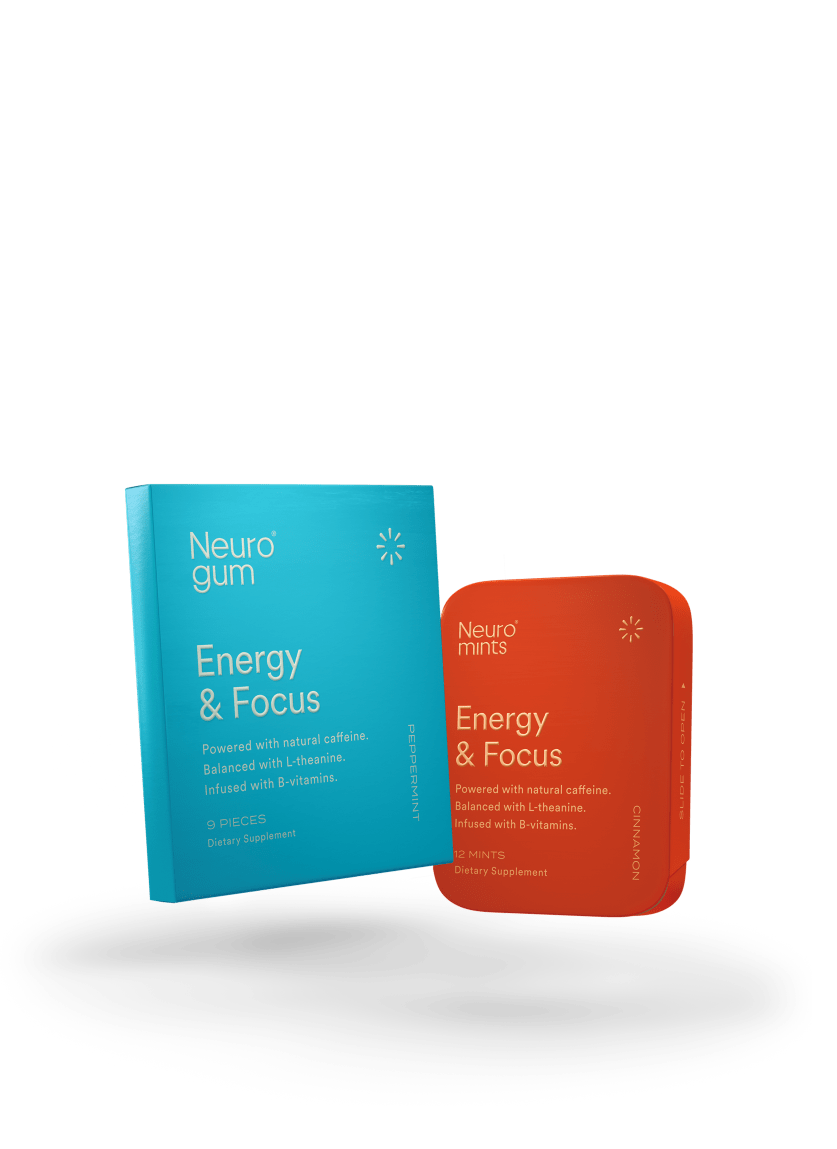 Neuro®
gum
Energy
& Focus
Powered with natural caffeine.
Balanced with L-theanine.
Infused with B-vitamins.
9 PIECES
Dietary Supplement
PEPPERMINT
Neuro®
mints
Energy
& Focus
Powered with natural caffeine.
Balanced with L-theanine.
Infused with B-vitamins.
12 MINTS
Dietary Supplement
CINNAMON
SLIDE TO OPEN